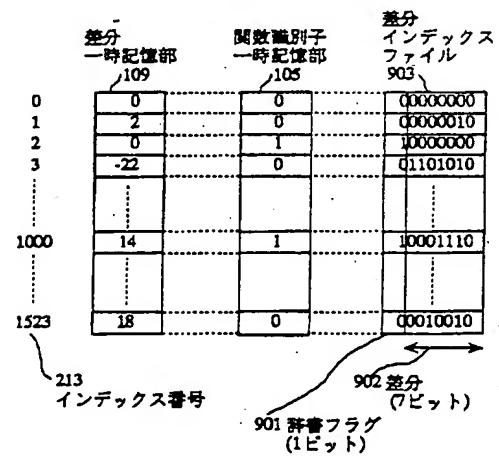 差分
一時記憶部
109
関数識別子
一時記憶部
105
差分
インデックス
ファイル
903
0 0 0 00000000
1 2 0 00000010
2 0 1 10000000
3 -22 0 01101010
1000 14 1 10001110
1523 18 0 00010010
213
インデックス番号
902 差分
(7ビット)
901 辞書フラグ
(1ビット)